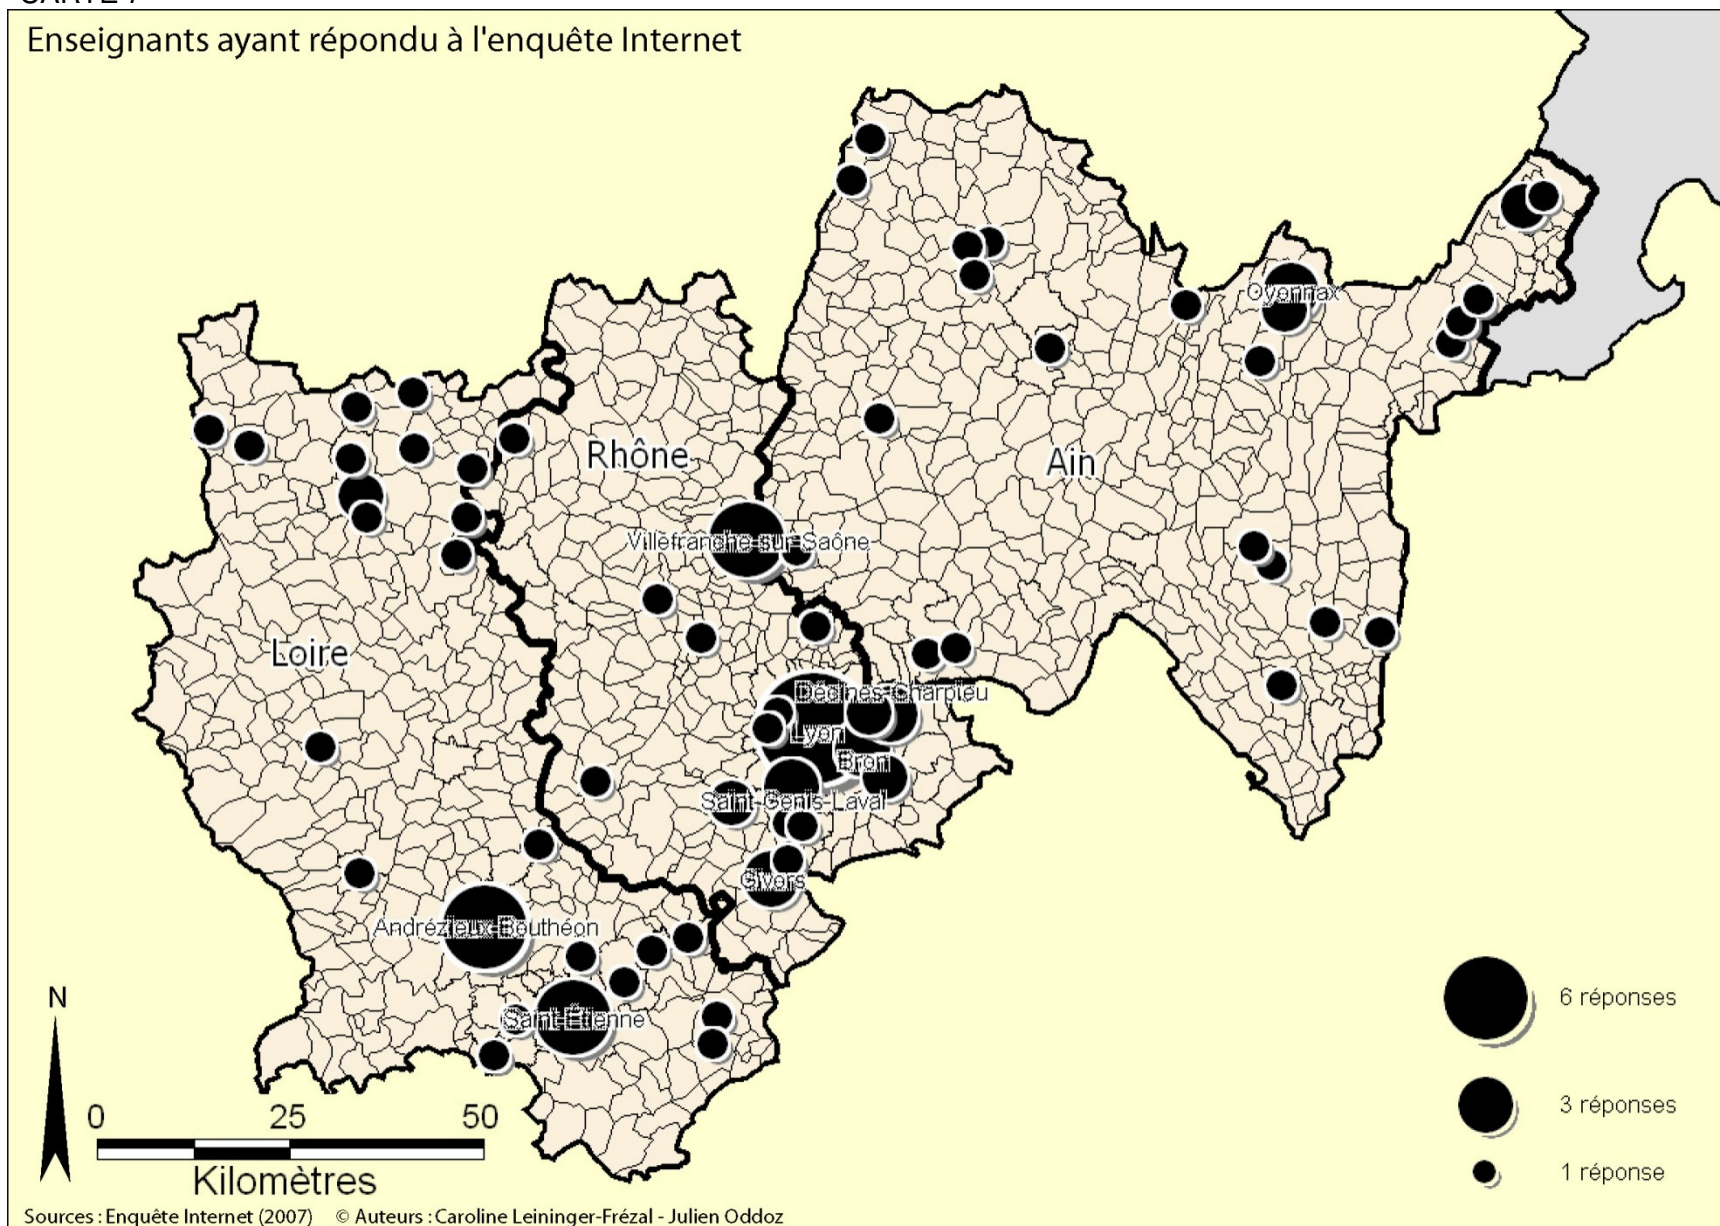 Enseignants ayant répondu à l'enquête Internet
Oyonnax
Rhône
Ain
Villefranche-sur-Saône
Loire
Décines-Charpieu
Lyon
Bron
Saint-Genis-Laval
Givors
Andrézieux-Bouthéon
Saint-Étienne
N
0 25 50
Kilomètres
6 réponses
3 réponses
1 réponse
Sources : Enquête Internet (2007) © Auteurs : Caroline Leininger-Frézal - Julien Oddoz